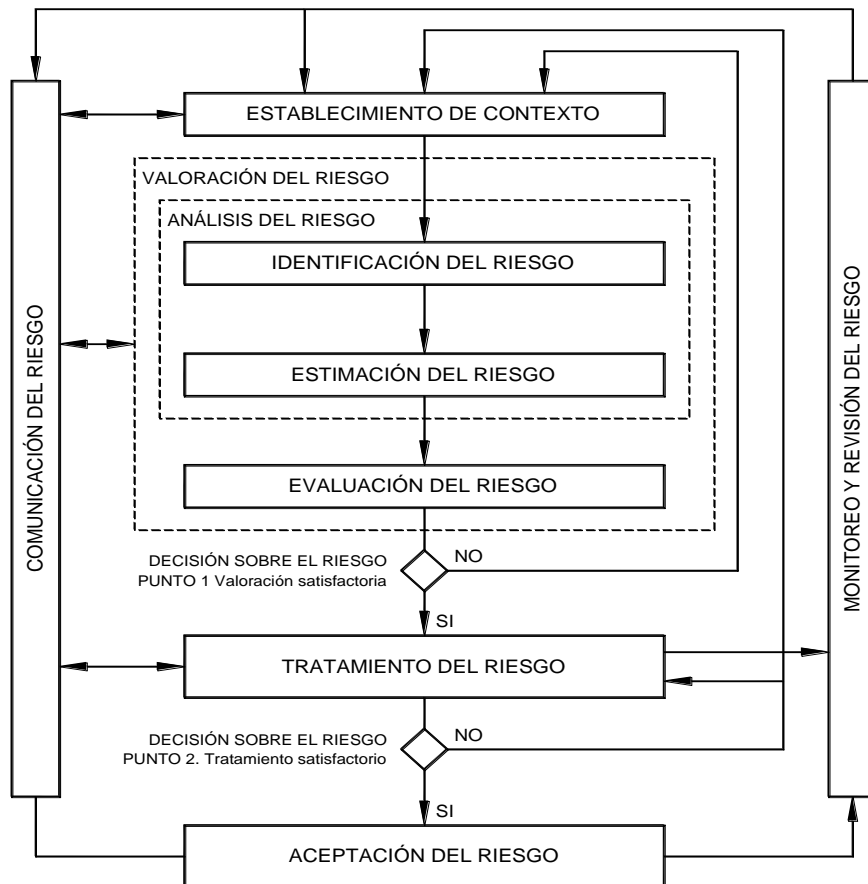 ESTABLECIMIENTO DE CONTEXTO
VALORACIÓN DEL RIESGO
ANÁLISIS DEL RIESGO
IDENTIFICACIÓN DEL RIESGO
ESTIMACIÓN DEL RIESGO
EVALUACIÓN DEL RIESGO
DECISIÓN SOBRE EL RIESGO
PUNTO 1 Valoración satisfactoria
NO
SI
TRATAMIENTO DEL RIESGO
DECISIÓN SOBRE EL RIESGO
PUNTO 2. Tratamiento satisfactorio
NO
SI
ACEPTACIÓN DEL RIESGO
COMUNICACIÓN DEL RIESGO
MONITOREO Y REVISIÓN DEL RIESGO